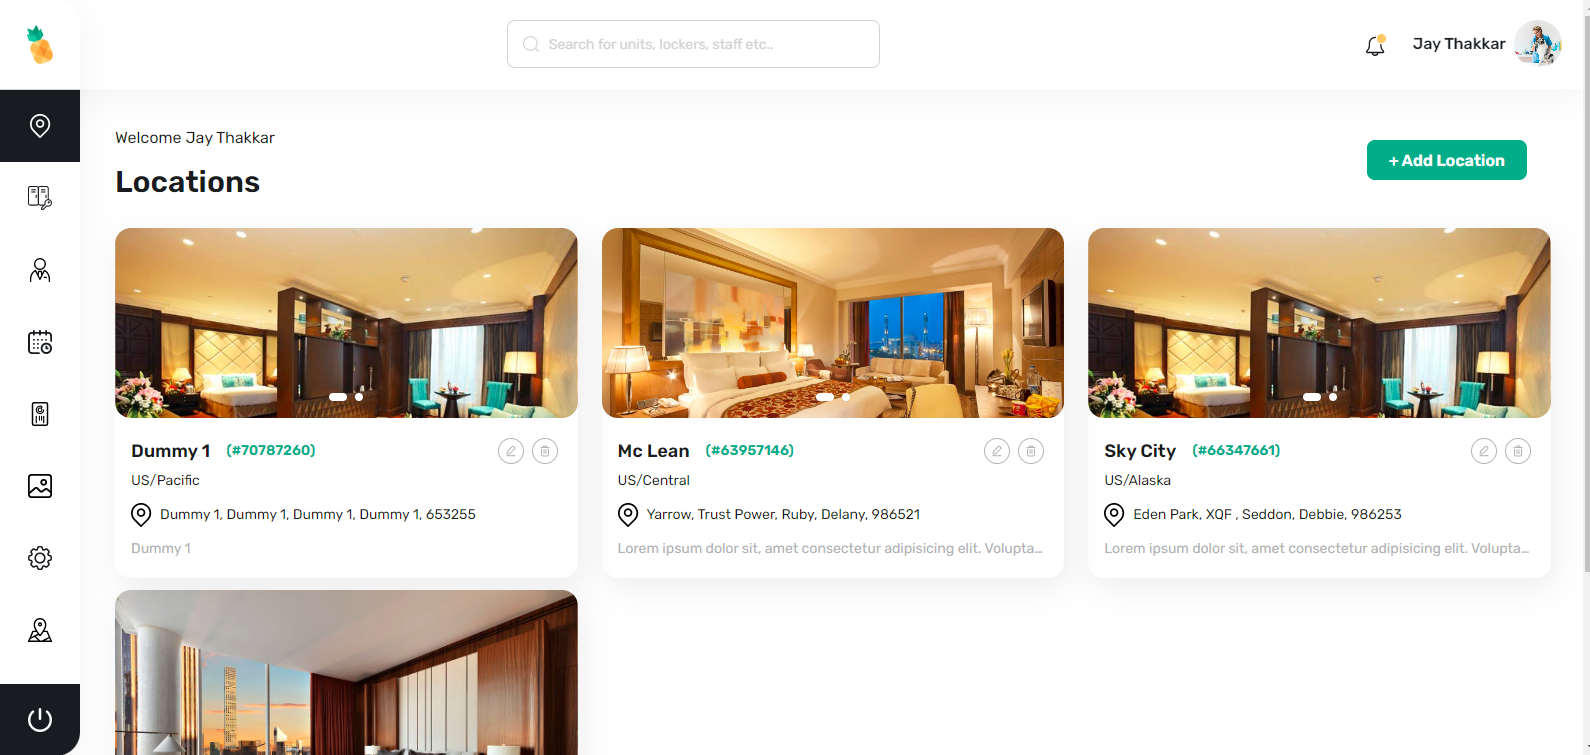 Search for units, lockers, staff etc..
Jay Thakkar
Welcome Jay Thakkar
Locations
+ Add Location
Dummy 1 (#70787260)
US/Pacific
Dummy 1, Dummy 1, Dummy 1, Dummy 1, 653255
Dummy 1
Mc Lean (#63957146)
US/Central
Yarrow, Trust Power, Ruby, Delany, 986521
Lorem ipsum dolor sit, amet consectetur adipisicing elit. Volupta...
Sky City (#66347661)
US/Alaska
Eden Park, XQF , Seddon, Debbie, 986253
Lorem ipsum dolor sit, amet consectetur adipisicing elit. Volupta...